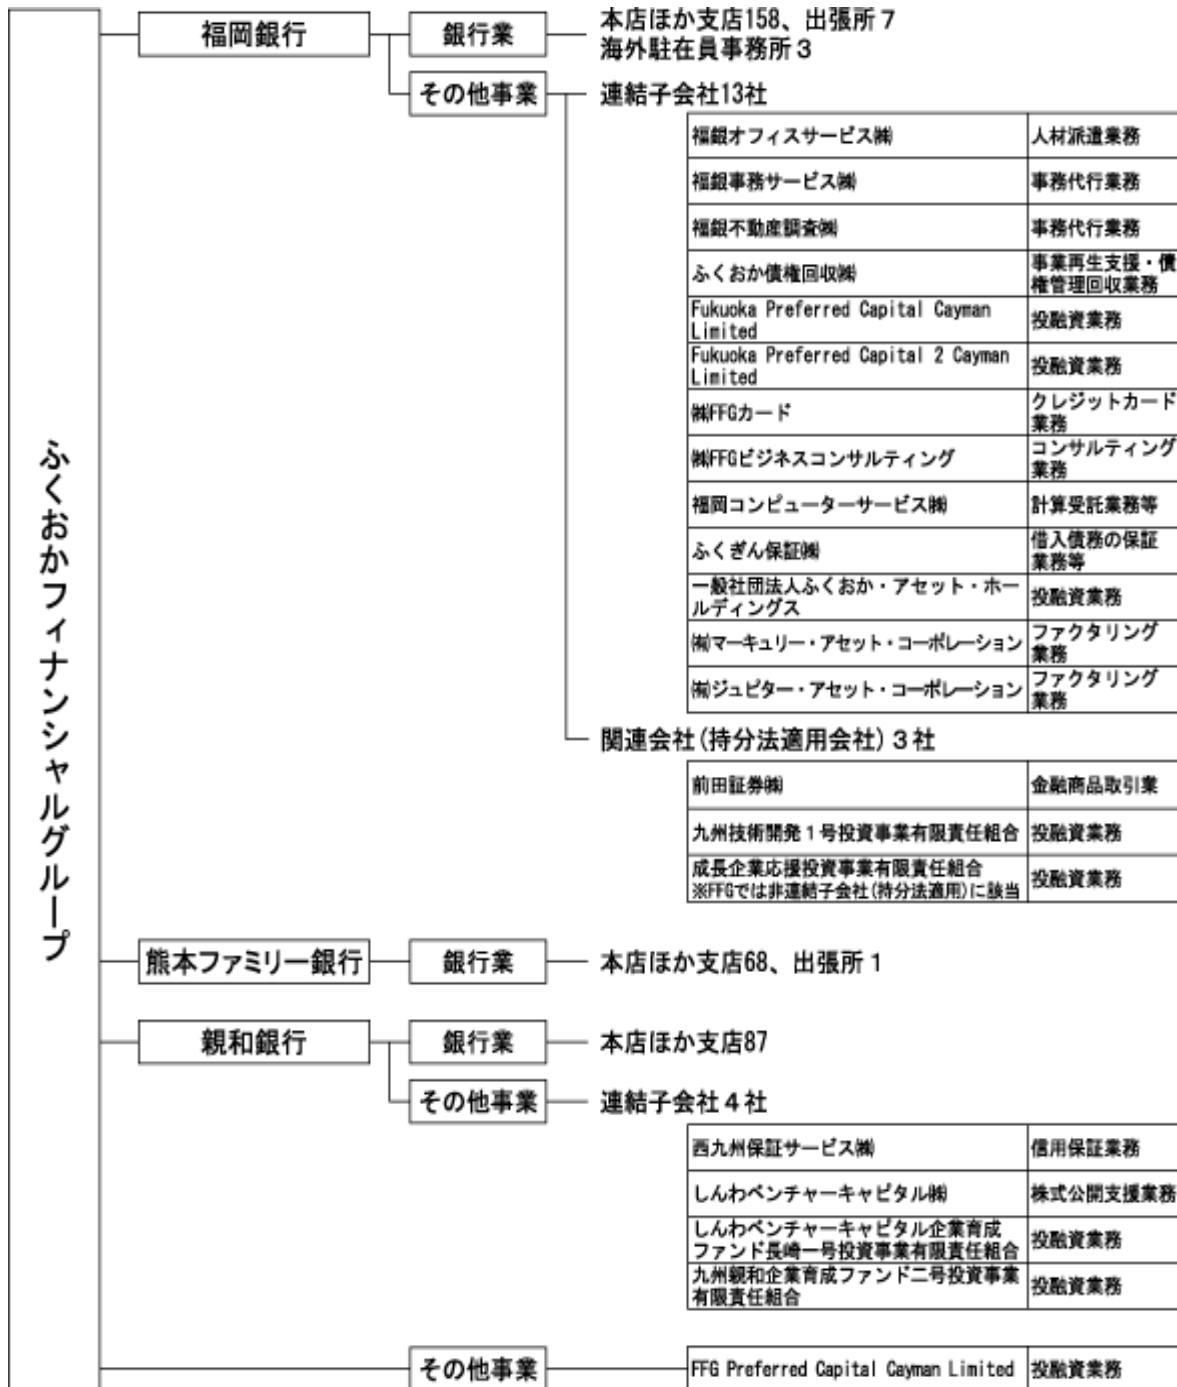 ふくおかフィナンシャルグループ
福岡銀行
銀行業
本店ほか支店158、出張所７
海外駐在員事務所３
その他事業
連結子会社13社
福銀オフィスサービス㈱
人材派遣業務
福銀事務サービス㈱
事務代行業務
福銀不動産調査㈱
事務代行業務
ふくおか債権回収㈱
事業再生支援・債
権管理回収業務
Fukuoka Preferred Capital Cayman
Limited
投融資業務
Fukuoka Preferred Capital 2 Cayman
Limited
投融資業務
㈱FFGカード
クレジットカード
業務
㈱FFGビジネスコンサルティング
コンサルティング
業務
福岡コンピューターサービス㈱
計算受託業務等
ふくぎん保証㈱
借入債務の保証
業務等
一般社団法人ふくおか・アセット・ホー
ルディングス
投融資業務
㈲マーキュリー・アセット・コーポレーション
ファクタリング
業務
㈲ジュピター・アセット・コーポレーション
ファクタリング
業務
関連会社(持分法適用会社)３社
前田証券㈱
金融商品取引業
九州技術開発１号投資事業有限責任組合
投融資業務
成長企業応援投資事業有限責任組合
※FFGでは非連結子会社(持分法適用)に該当
投融資業務
熊本ファミリー銀行
銀行業
本店ほか支店68、出張所１
親和銀行
銀行業
本店ほか支店87
その他事業
連結子会社４社
西九州保証サービス㈱
信用保証業務
しんわベンチャーキャピタル㈱
株式公開支援業務
しんわベンチャーキャピタル企業育成
ファンド長崎一号投資事業有限責任組合
投融資業務
九州親和企業育成ファンド二号投資事業
有限責任組合
投融資業務
その他事業
FFG Preferred Capital Cayman Limited
投融資業務